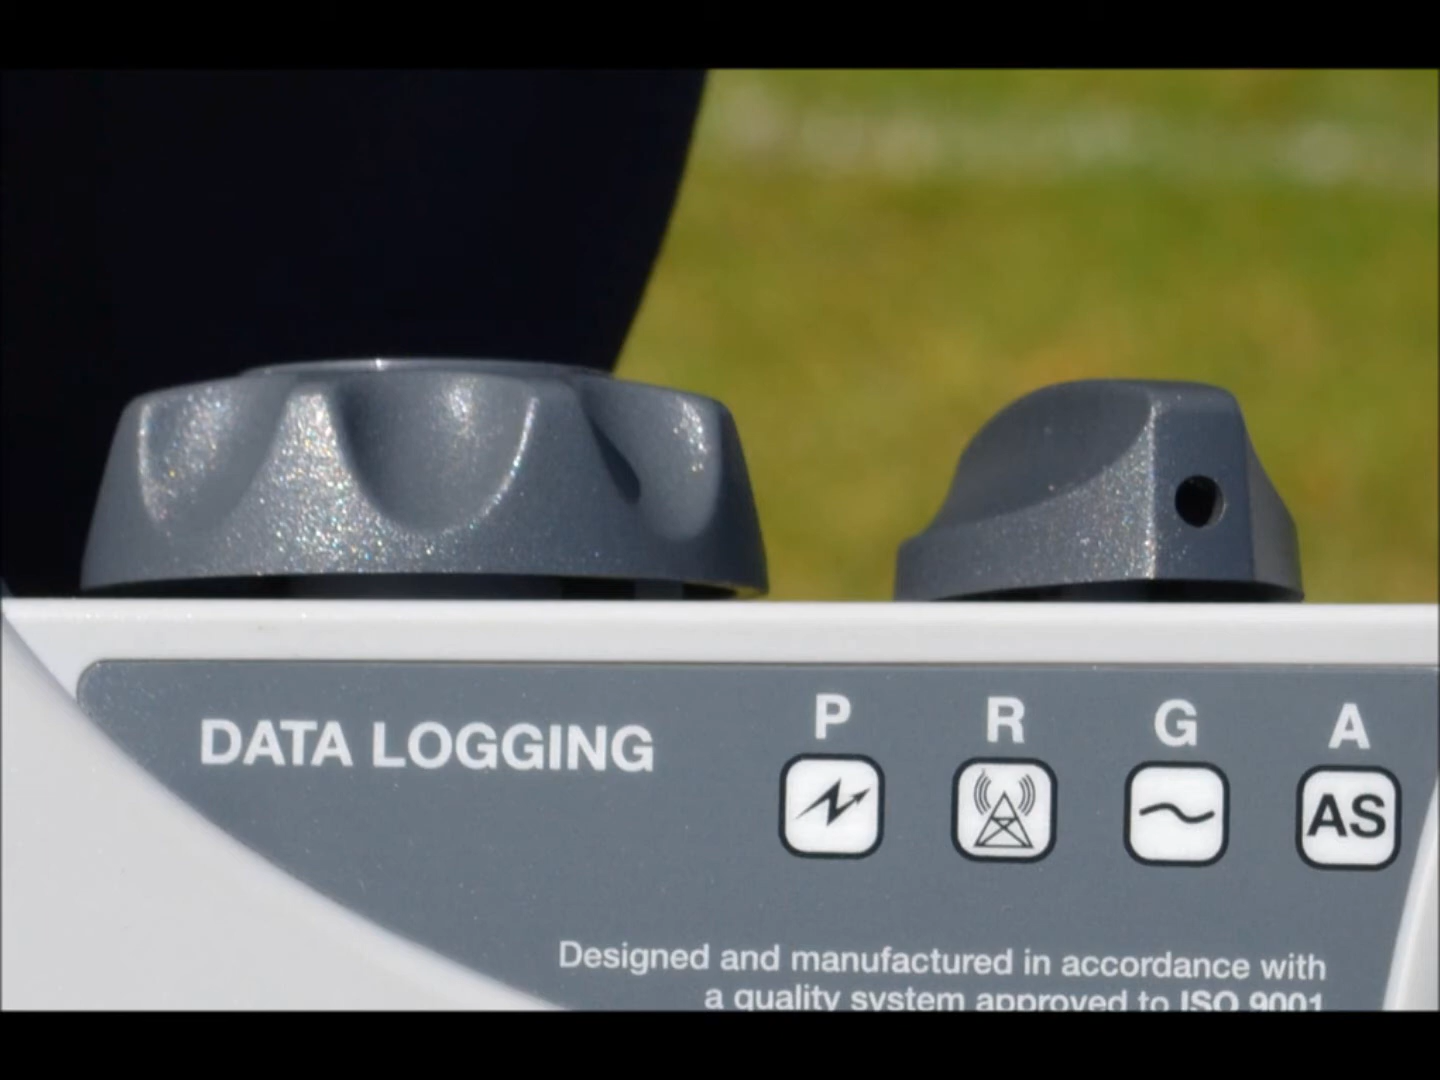 DATA LOGGING
P R G A
AS
Designed and manufactured in accordance with
a quality system approved to ISO 9001